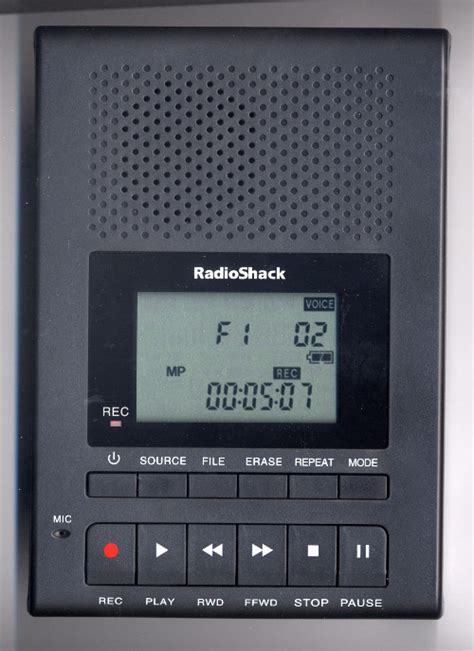 RadioShack
VOICE
F1 02
MP REC
00:05:07
REC
SOURCE FILE ERASE REPEAT MODE
MIC
REC PLAY RWD FFWD STOP PAUSE